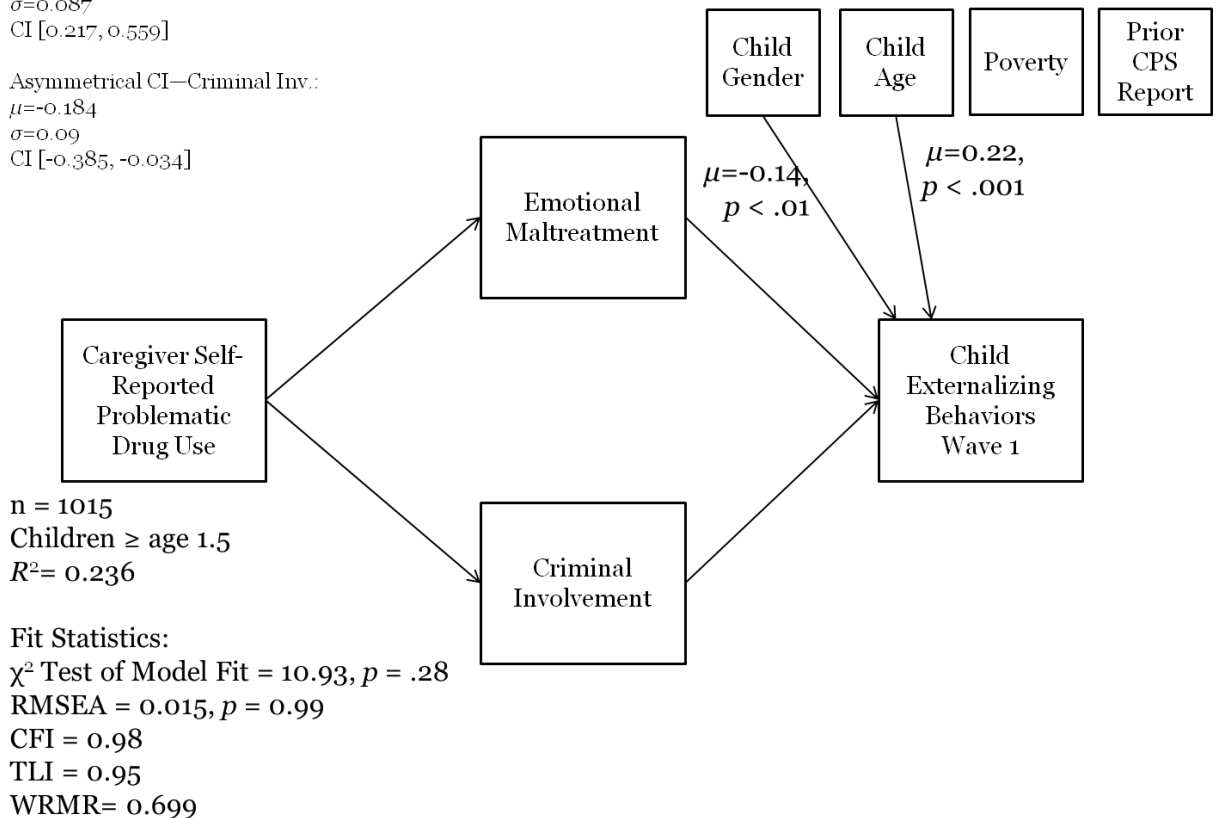 σ=0.087
CI [0.217, 0.559]
Asymmetrical CI—Criminal Inv.:
μ=-0.184
σ=0.09
CI [-0.385, -0.034]
Child
Gender
Child
Age
Poverty
Prior
CPS
Report
μ=-0.14,
p < .01
μ=0.22,
p < .001
Emotional
Maltreatment
Caregiver Self-
Reported
Problematic
Drug Use
Child
Externalizing
Behaviors
Wave 1
Criminal
Involvement
n = 1015
Children ≥ age 1.5
R²= 0.236
Fit Statistics:
χ² Test of Model Fit = 10.93, p = .28
RMSEA = 0.015, p = 0.99
CFI = 0.98
TLI = 0.95
WRMR= 0.699